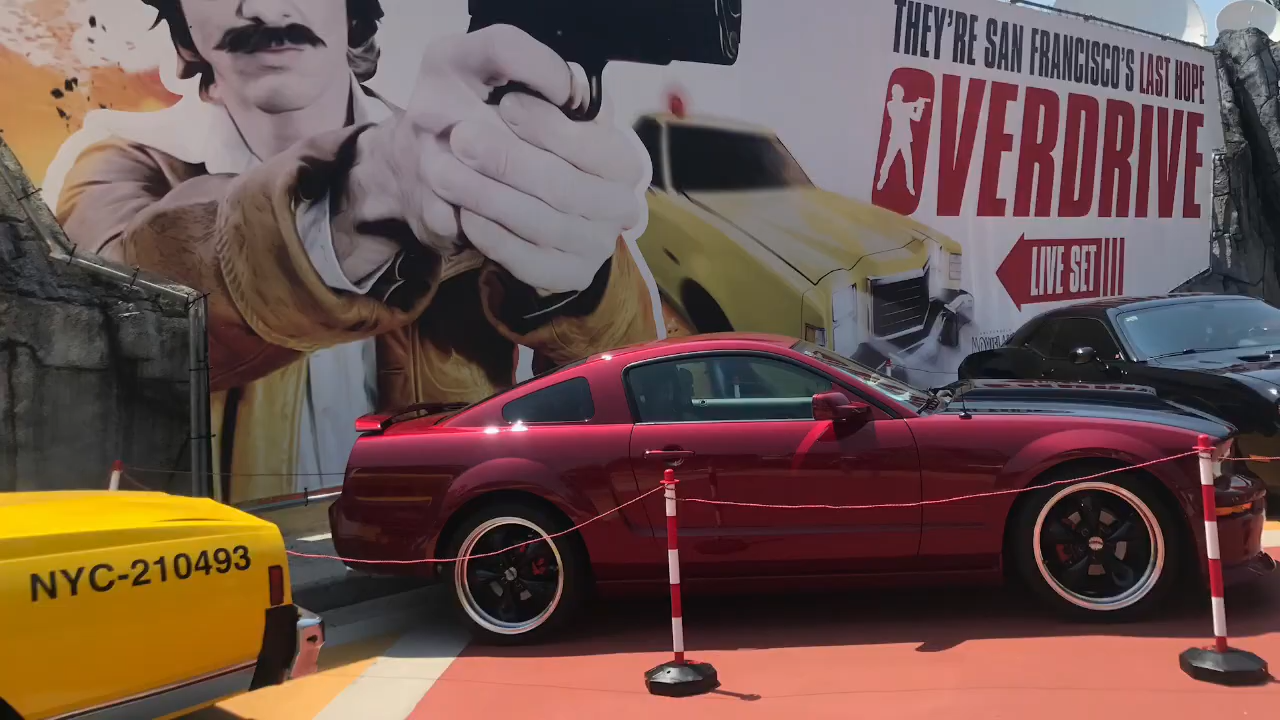 THEY'RE SAN FRANCISCO'S LAST HOPE
OVERDRIVE
LIVE SET
NYC-210493